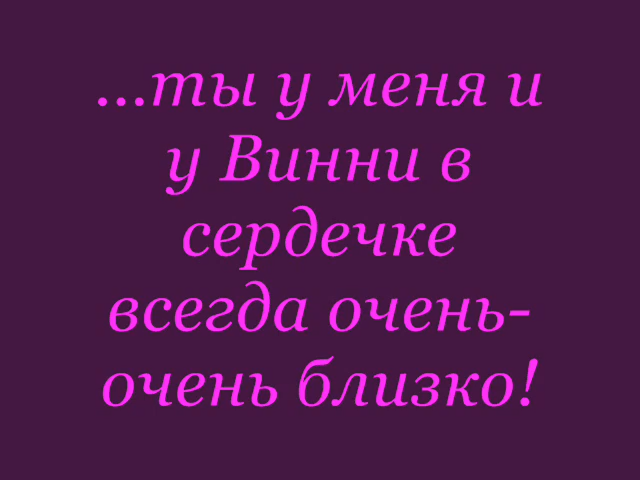 ...ты у меня и
у Винни в
сердечке
всегда очень-
очень близко!